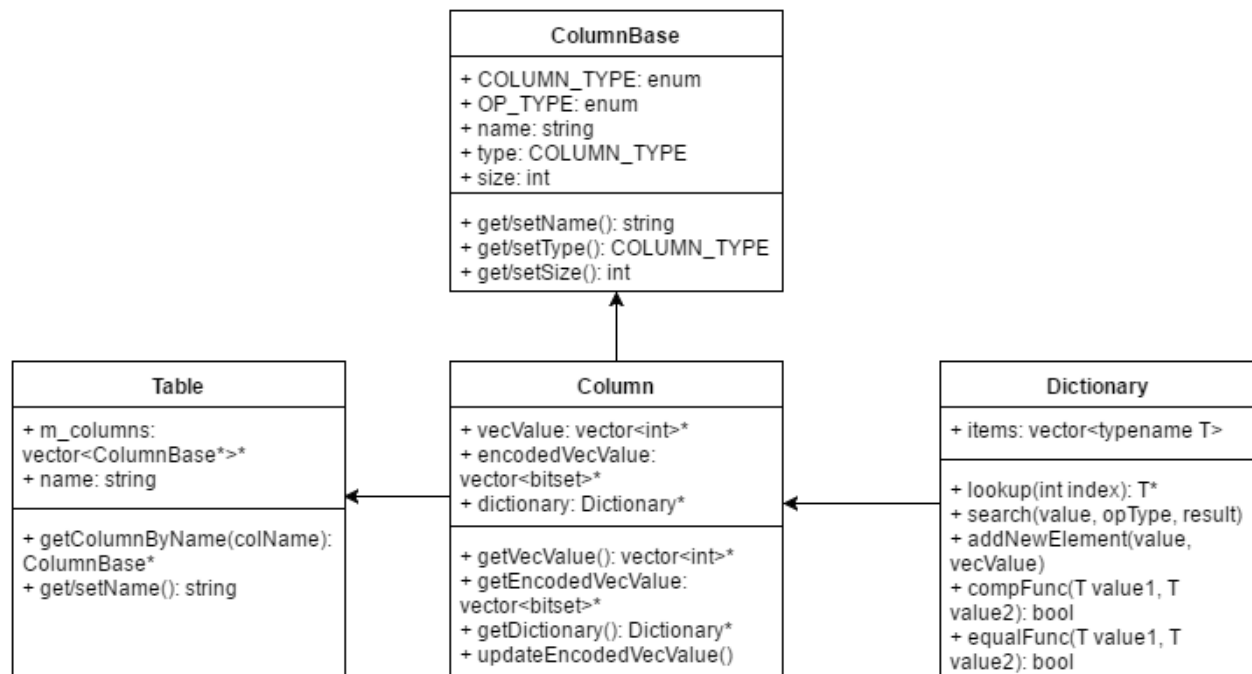 ColumnBase
+ COLUMN_TYPE: enum
+ OP_TYPE: enum
+ name: string
+ type: COLUMN_TYPE
+ size: int
+ get/setName(): string
+ get/setType(): COLUMN_TYPE
+ get/setSize(): int
Table
+ m_columns:
vector<ColumnBase*>*
+ name: string
+ getColumnByName(colName):
ColumnBase*
+ get/setName(): string
Column
+ vecValue: vector<int>*
+ encodedVecValue:
vector<bitset>*
+ dictionary: Dictionary*
+ getVecValue(): vector<int>*
+ getEncodedVecValue:
vector<bitset>*
+ getDictionary(): Dictionary*
+ updateEncodedVecValue()
Dictionary
+ items: vector<typename T>
+ lookup(int index): T*
+ search(value, opType, result)
+ addNewElement(value,
vecValue)
+ compFunc(T value1, T
value2): bool
+ equalFunc(T value1, T
value2): bool